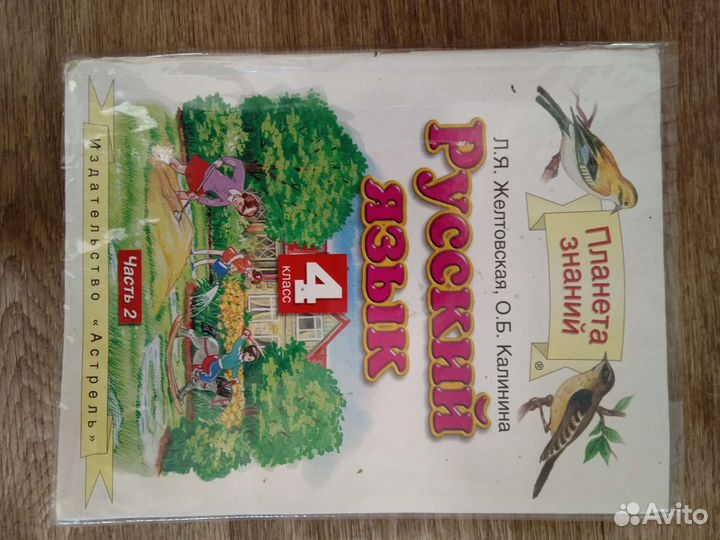 Планета
знаний
®
Л.Я. Желтовская, О.Б. Калинина
Русский
язык
4
класс
Часть 2
Издательство «Астрель»
Avito